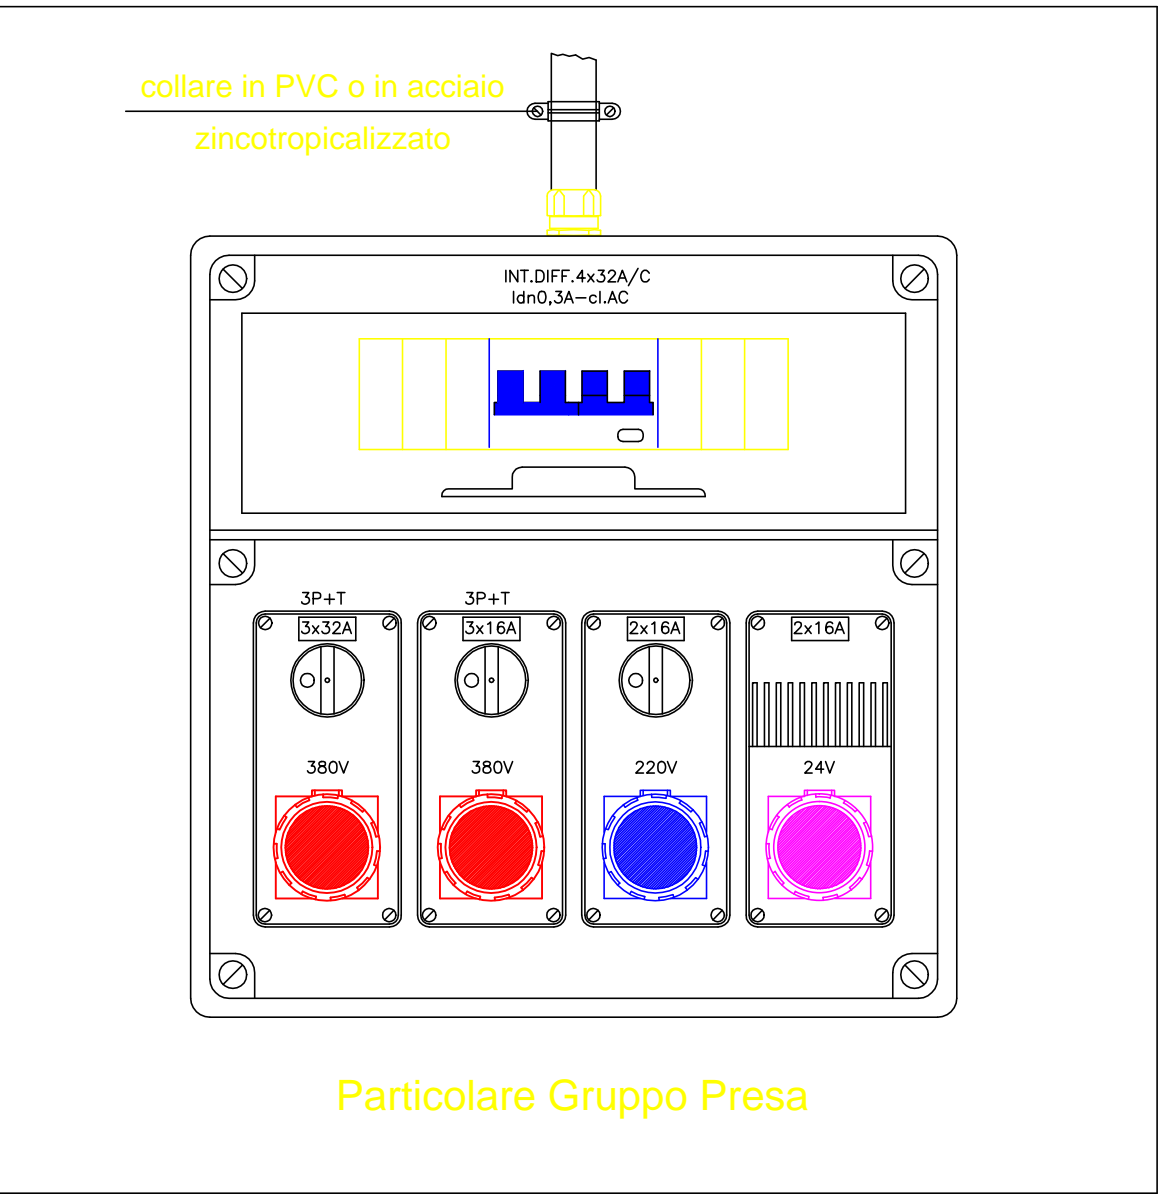 collare in PVC o in acciaio
zincotropicalizzato
INT.DIFF.4x32A/C
Idn0,3A-cl.AC
3P+T 3P+T
3x32A 3x16A 2x16A 2x16A
380V 380V 220V 24V
Particolare Gruppo Presa